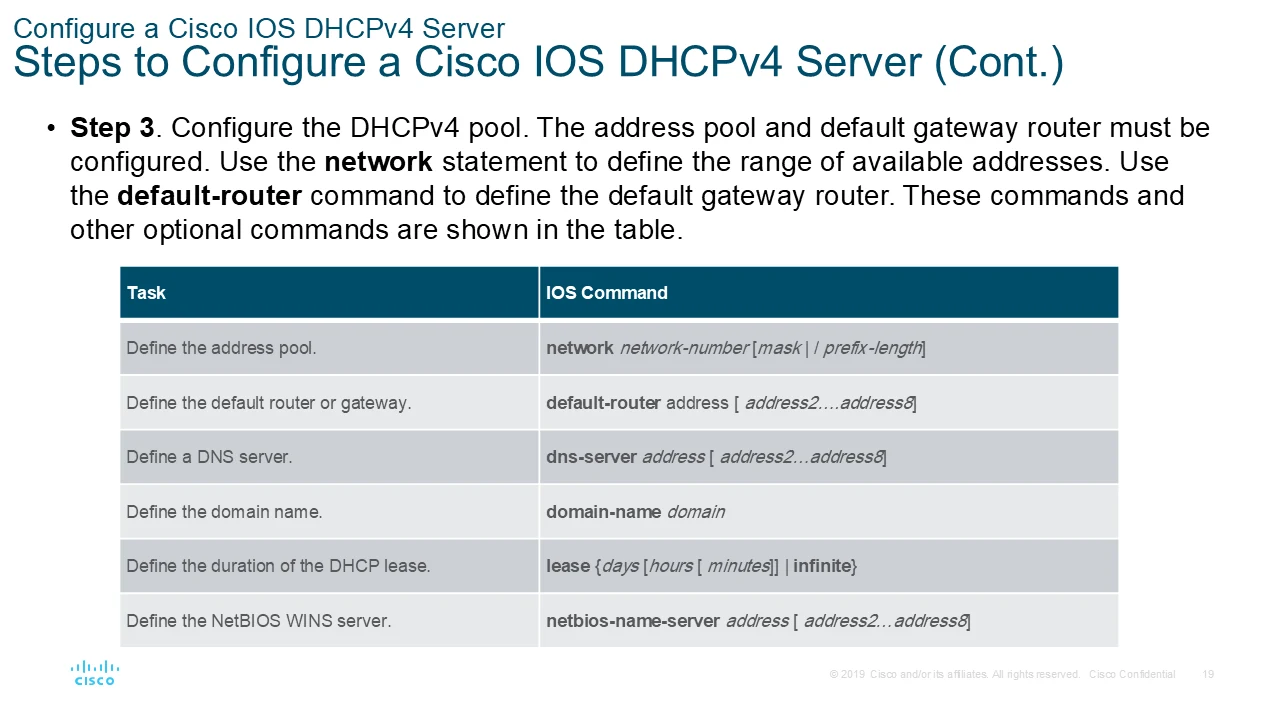 Configure a Cisco IOS DHCPv4 Server
Steps to Configure a Cisco IOS DHCPv4 Server (Cont.)
• Step 3. Configure the DHCPv4 pool. The address pool and default gateway router must be
configured. Use the network statement to define the range of available addresses. Use
the default-router command to define the default gateway router. These commands and
other optional commands are shown in the table.
Task IOS Command
Define the address pool. network network-number [mask | / prefix-length]
Define the default router or gateway. default-router address [ address2….address8]
Define a DNS server. dns-server address [ address2…address8]
Define the domain name. domain-name domain
Define the duration of the DHCP lease. lease {days [hours [ minutes]] | infinite}
Define the NetBIOS WINS server. netbios-name-server address [ address2…address8]
CISCO
© 2019 Cisco and/or its affiliates. All rights reserved. Cisco Confidential 19